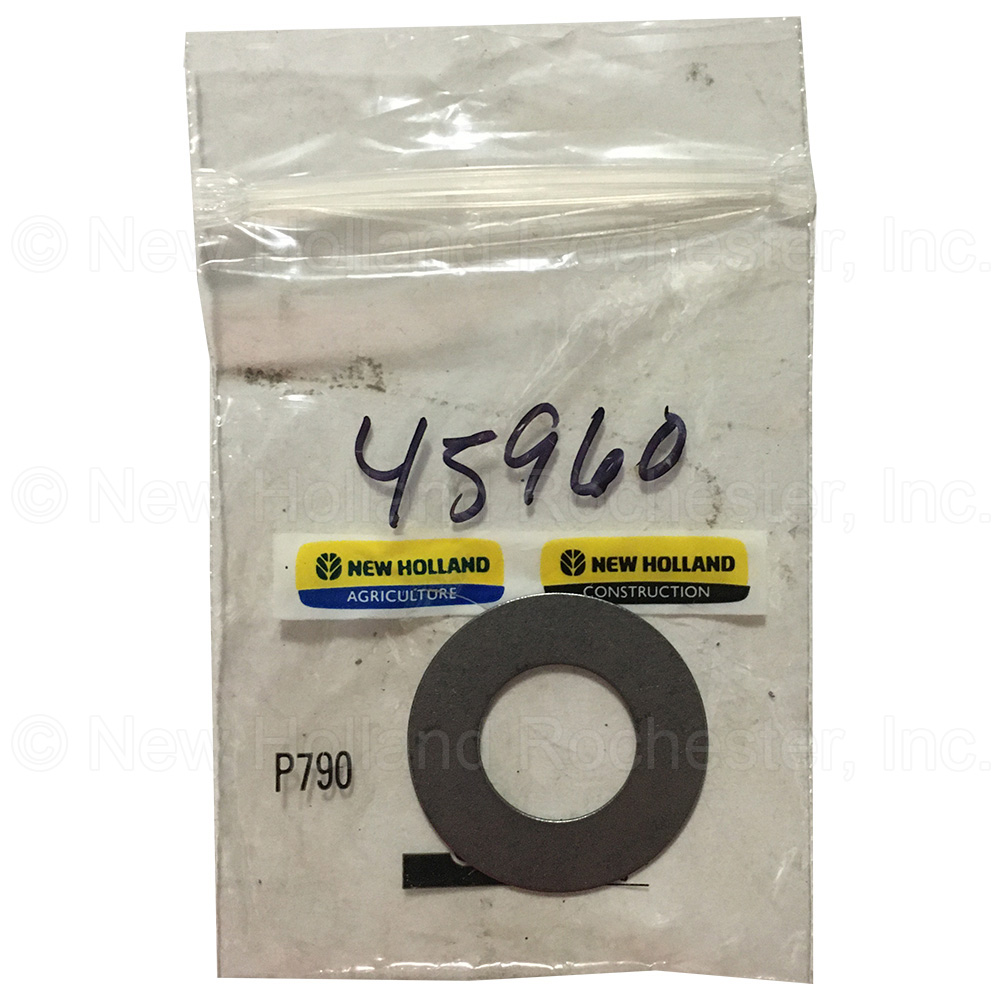 © New Holland Rochester, Inc.
45960
© New Holland Rochester, Inc.
NEW HOLLAND
AGRICULTURE
NEW HOLLAND
CONSTRUCTION
© New Holland Rochester, Inc.
P790